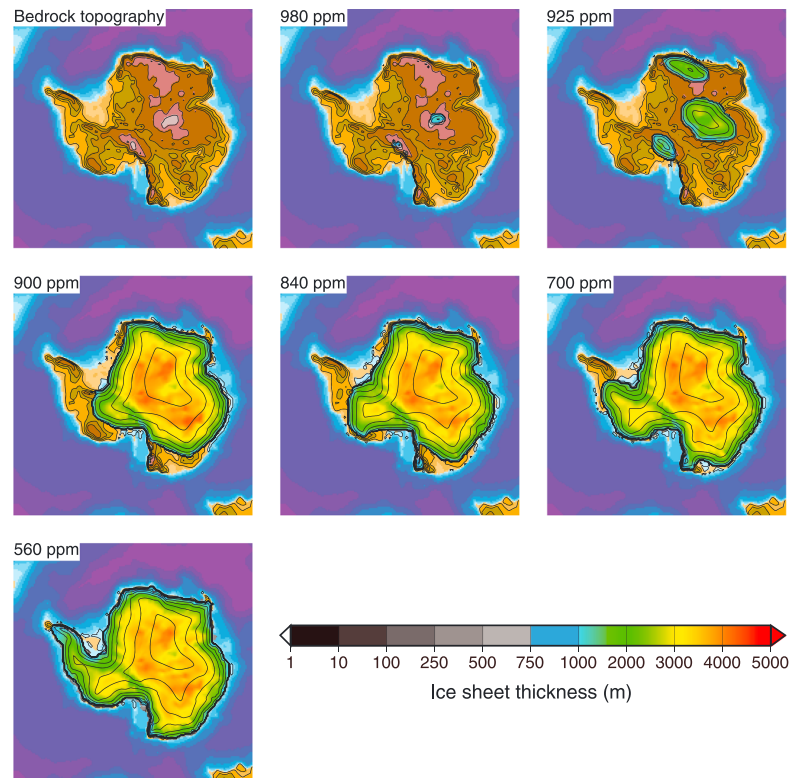 Bedrock topography
980 ppm
925 ppm
900 ppm
840 ppm
700 ppm
560 ppm
1 10 100 250 500 750 1000 2000 3000 4000 5000
Ice sheet thickness (m)